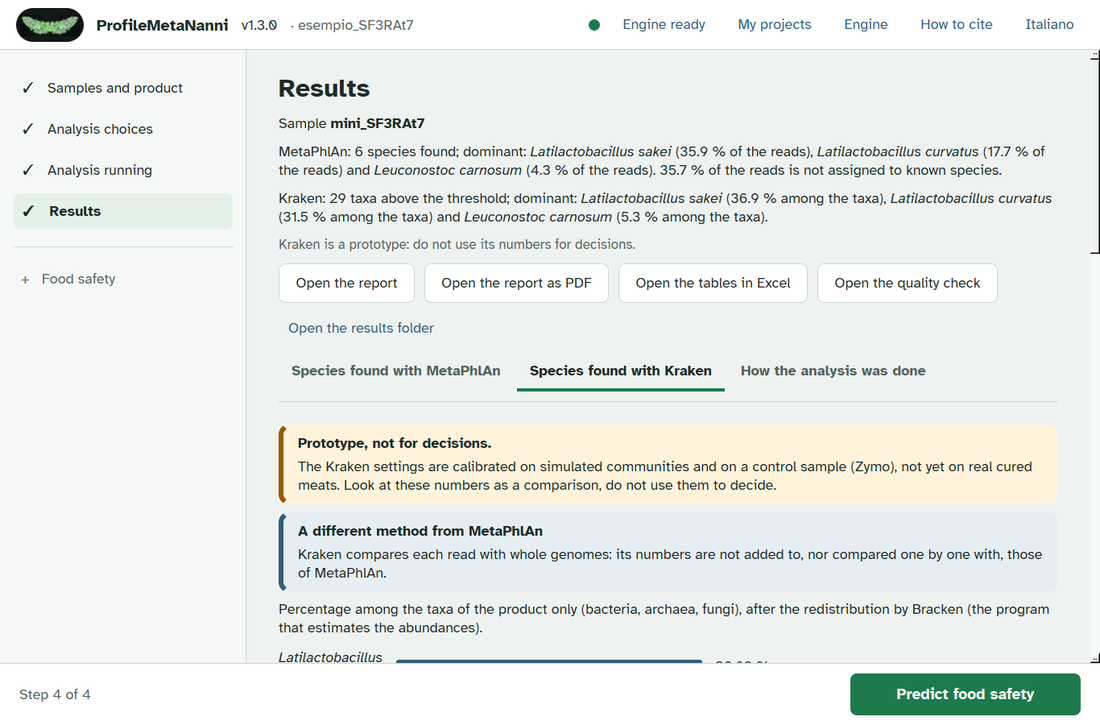 ProfileMetaNanni v1.3.0 · esempio_SF3RAt7
Engine ready
My projects
Engine
How to cite
Italiano
✓ Samples and product
✓ Analysis choices
✓ Analysis running
✓ Results
+ Food safety
Results
Sample mini_SF3RAt7
MetaPhlAn: 6 species found; dominant: Latilactobacillus sakei (35.9 % of the reads), Latilactobacillus curvatus (17.7 % of
the reads) and Leuconostoc carnosum (4.3 % of the reads). 35.7 % of the reads is not assigned to known species.
Kraken: 29 taxa above the threshold; dominant: Latilactobacillus sakei (36.9 % among the taxa), Latilactobacillus curvatus
(31.5 % among the taxa) and Leuconostoc carnosum (5.3 % among the taxa).
Kraken is a prototype: do not use its numbers for decisions.
Open the report
Open the report as PDF
Open the tables in Excel
Open the quality check
Open the results folder
Species found with MetaPhlAn
Species found with Kraken
How the analysis was done
Prototype, not for decisions.
The Kraken settings are calibrated on simulated communities and on a control sample (Zymo), not yet on real cured
meats. Look at these numbers as a comparison, do not use them to decide.
A different method from MetaPhlAn
Kraken compares each read with whole genomes: its numbers are not added to, nor compared one by one with, those
of MetaPhlAn.
Percentage among the taxa of the product only (bacteria, archaea, fungi), after the redistribution by Bracken (the program
that estimates the abundances).
Latilactobacillus
Step 4 of 4
Predict food safety